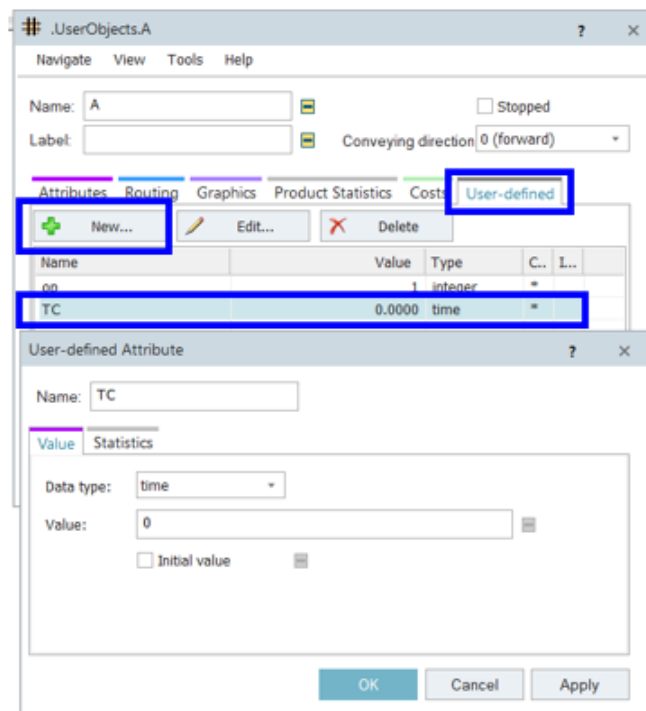 .UserObjects.A ? ×
Navigate View Tools Help
Name: A Stopped
Label: Conveying direction 0 (forward)
Attributes Routing Graphics Product Statistics Costs User-defined
New... Edit... Delete
Name Value Type C.. I...
op 1 integer *
TC 0.0000 time *
User-defined Attribute ? ×
Name: TC
Value Statistics
Data type: time
Value: 0
Initial value
OK Cancel Apply